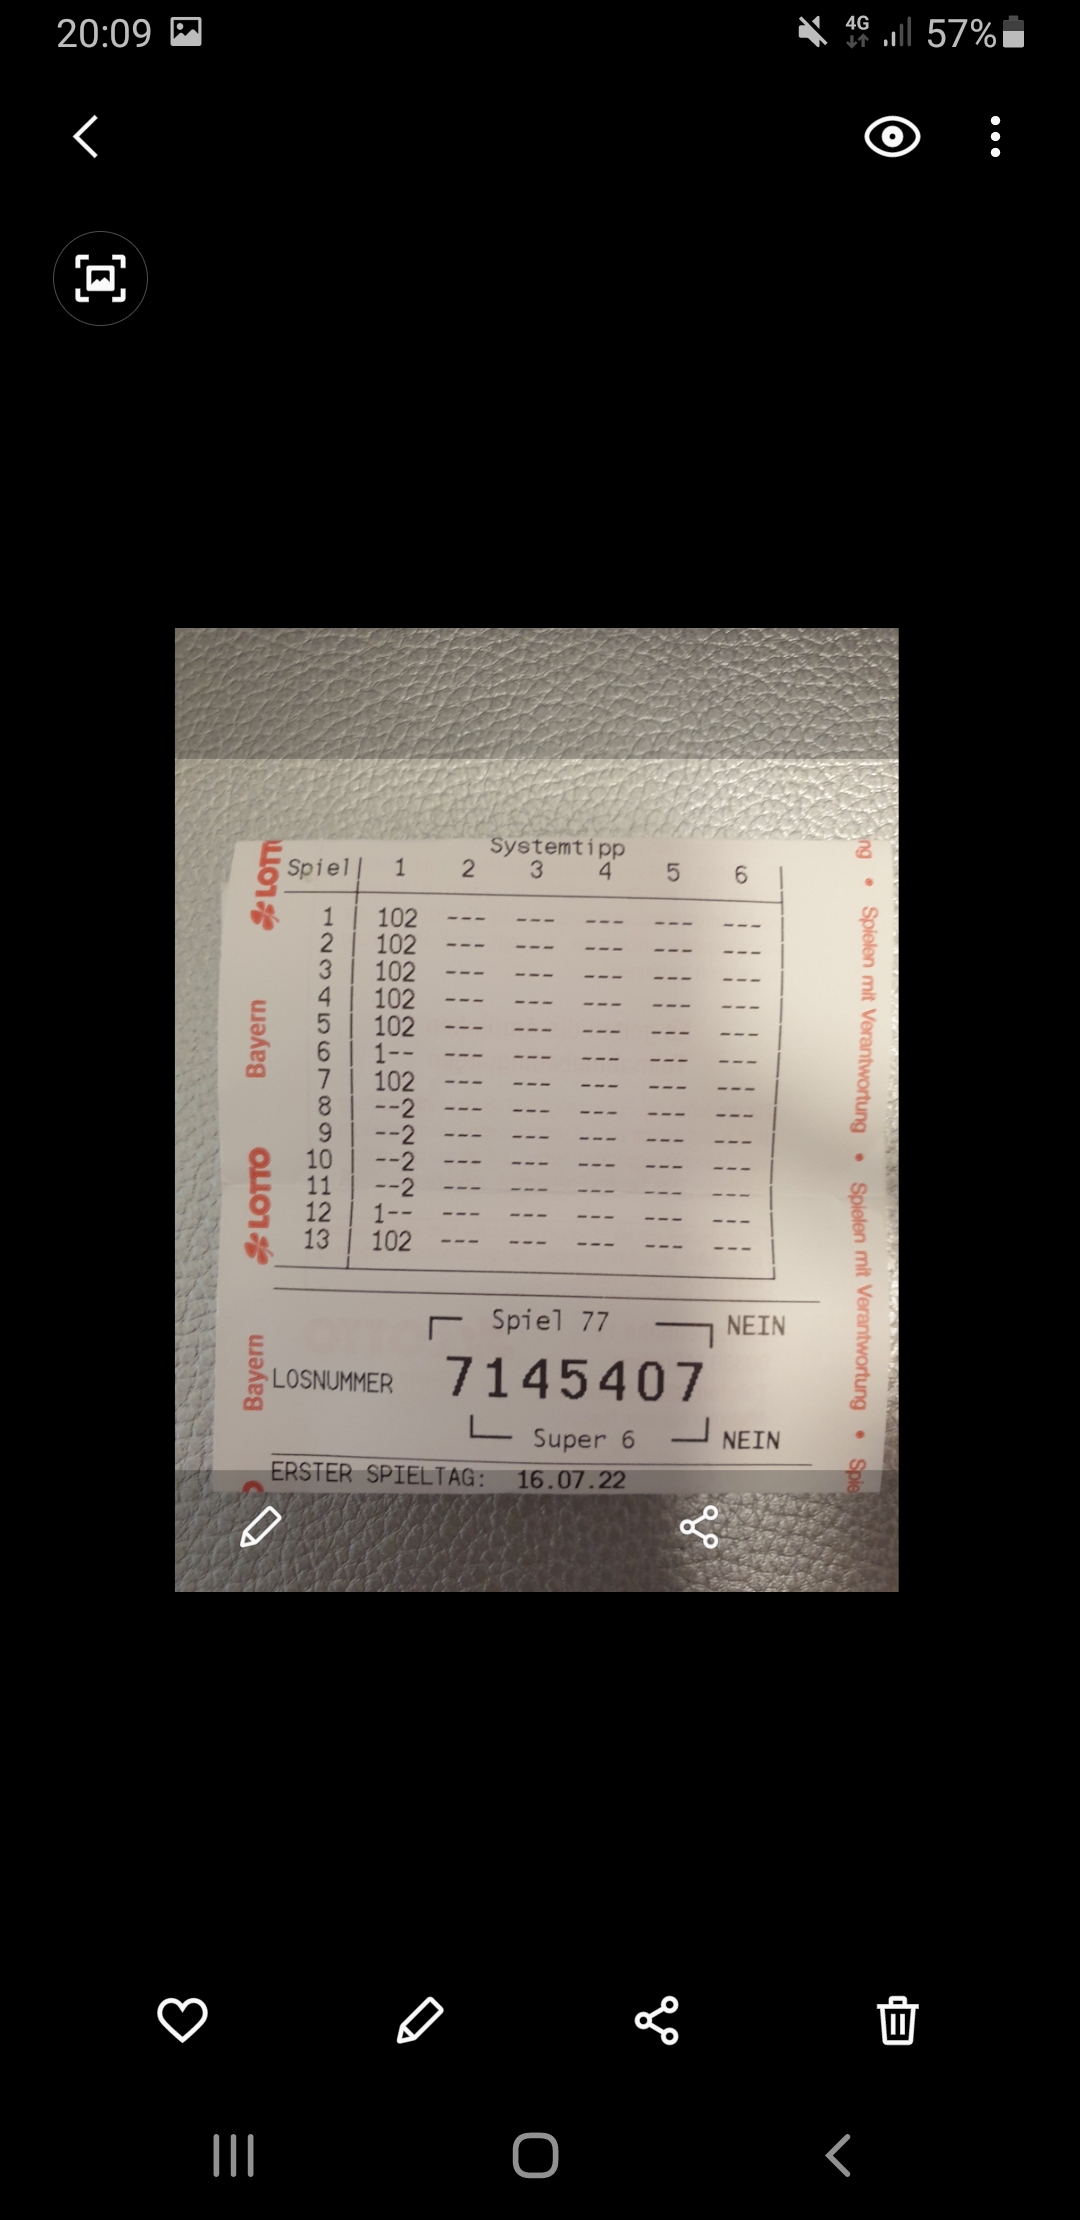 20:09 4G 57%
Systemtipp
Spiel 1 2 3 4 5 6
1 102 --- --- --- --- ---
2 102 --- --- --- --- ---
3 102 --- --- --- --- ---
4 102 --- --- --- --- ---
5 102 --- --- --- --- ---
6 1-- --- --- --- --- ---
7 102 --- --- --- --- ---
8 --2 --- --- --- --- ---
9 --2 --- --- --- --- ---
10 --2 --- --- --- --- ---
11 --2 --- --- --- --- ---
12 1-- --- --- --- --- ---
13 102 --- --- --- --- ---
Spiel 77 NEIN
LOSNUMMER 7145407
Super 6 NEIN
ERSTER SPIELTAG: 16.07.22
Bayern LOTTO Bayern LOTT
ng • Spielen mit Verantwortung • Spielen mit Verantwortung • Spie